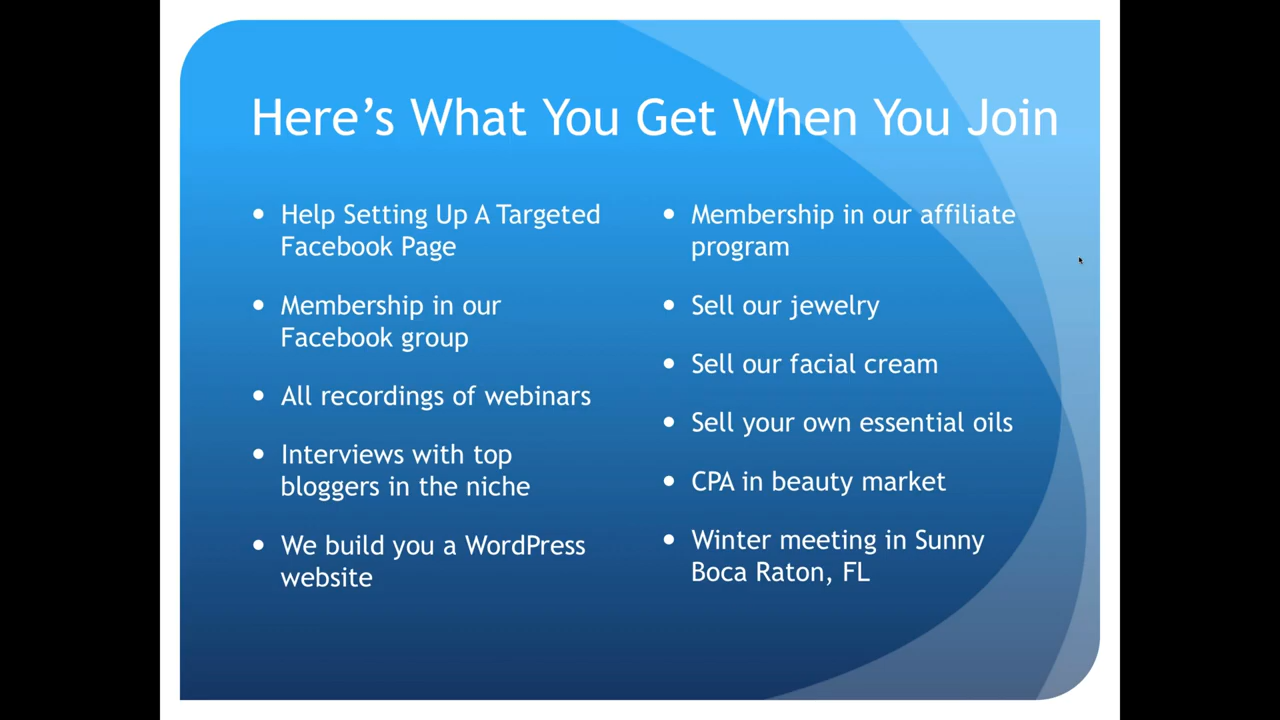 Here’s What You Get When You Join
• Help Setting Up A Targeted
Facebook Page
• Membership in our
Facebook group
• All recordings of webinars
• Interviews with top
bloggers in the niche
• We build you a WordPress
website
• Membership in our affiliate
program
• Sell our jewelry
• Sell our facial cream
• Sell your own essential oils
• CPA in beauty market
• Winter meeting in Sunny
Boca Raton, FL